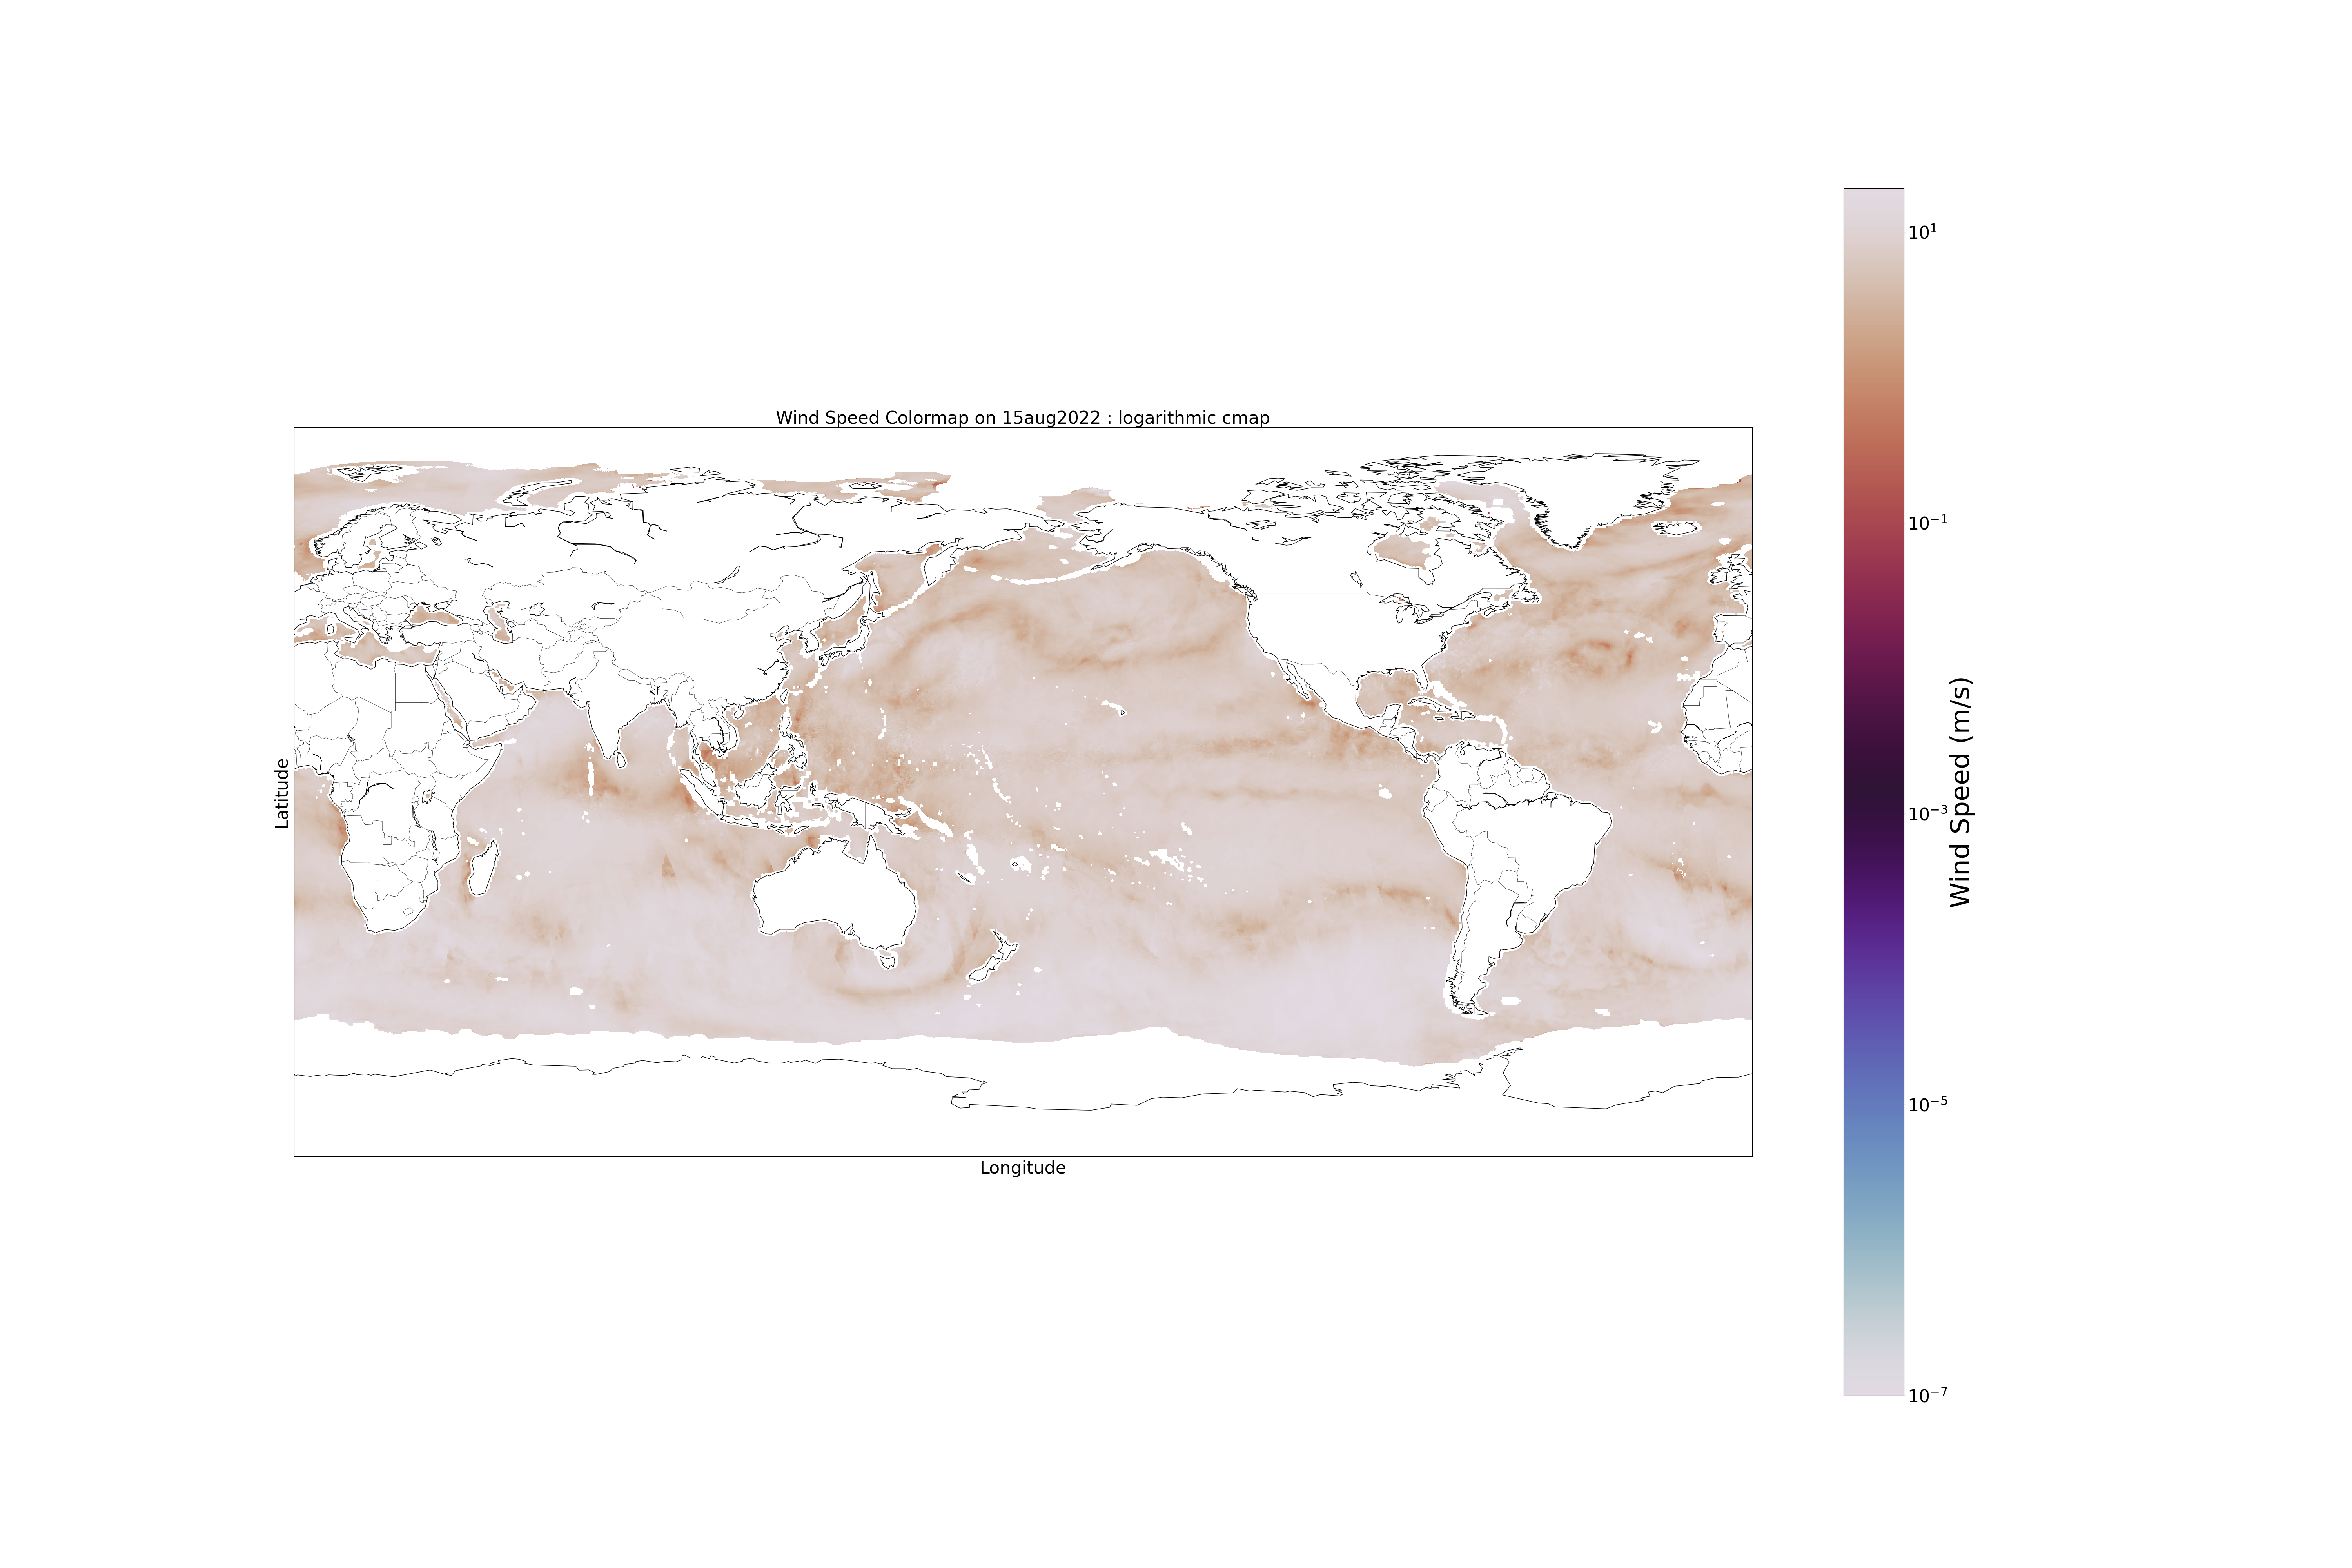 Wind Speed Colormap on 15aug2022 : logarithmic cmap
Latitude
Longitude
10¹
10⁻¹
10⁻³
10⁻⁵
10⁻⁷
Wind Speed (m/s)